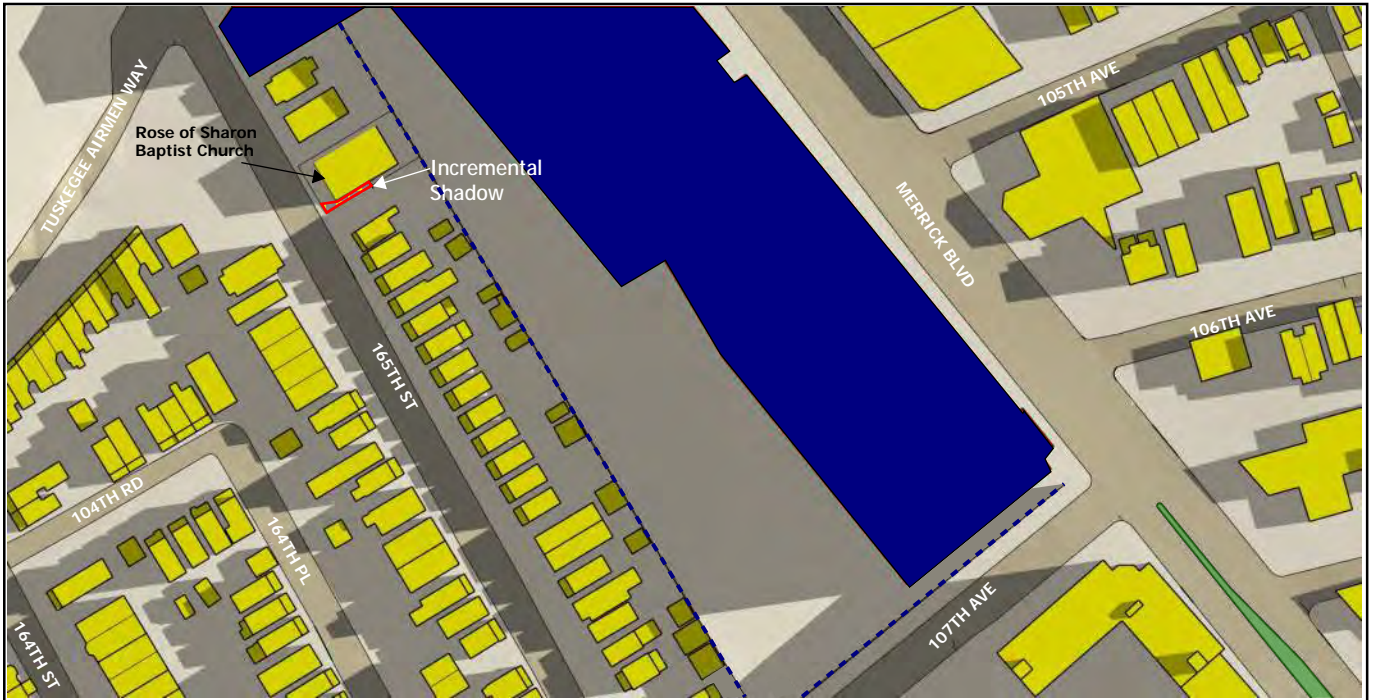 TUSKEGEE AIRMEN WAY
Rose of Sharon
Baptist Church
Incremental
Shadow
105TH AVE
MERRICK BLVD
106TH AVE
165TH ST
104TH RD
164TH PL
164TH ST
107TH AVE